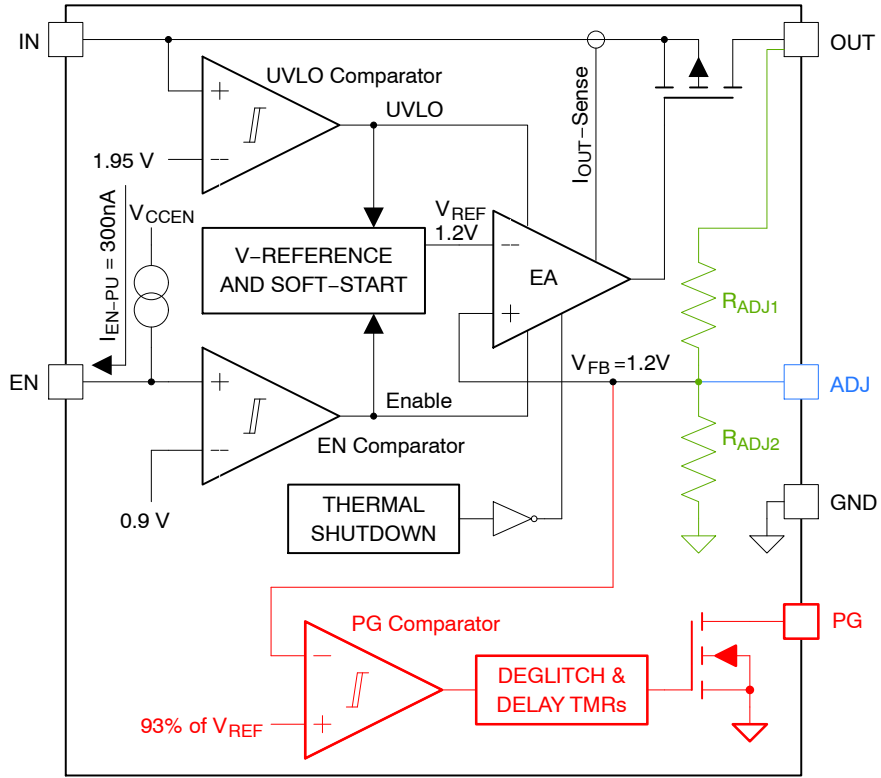 IN
OUT
UVLO Comparator
+
UVLO
--
1.95 V
IOUT–Sense
IEN–PU = 300nA
VCCEN
VREF
1.2V
V–REFERENCE
AND SOFT–START
--
EA
+
RADJ1
VFB =1.2V
EN
ADJ
+
Enable
RADJ2
EN Comparator
--
0.9 V
THERMAL
SHUTDOWN
GND
PG Comparator
PG
–
DEGLITCH &
DELAY TMRs
93% of VREF
+